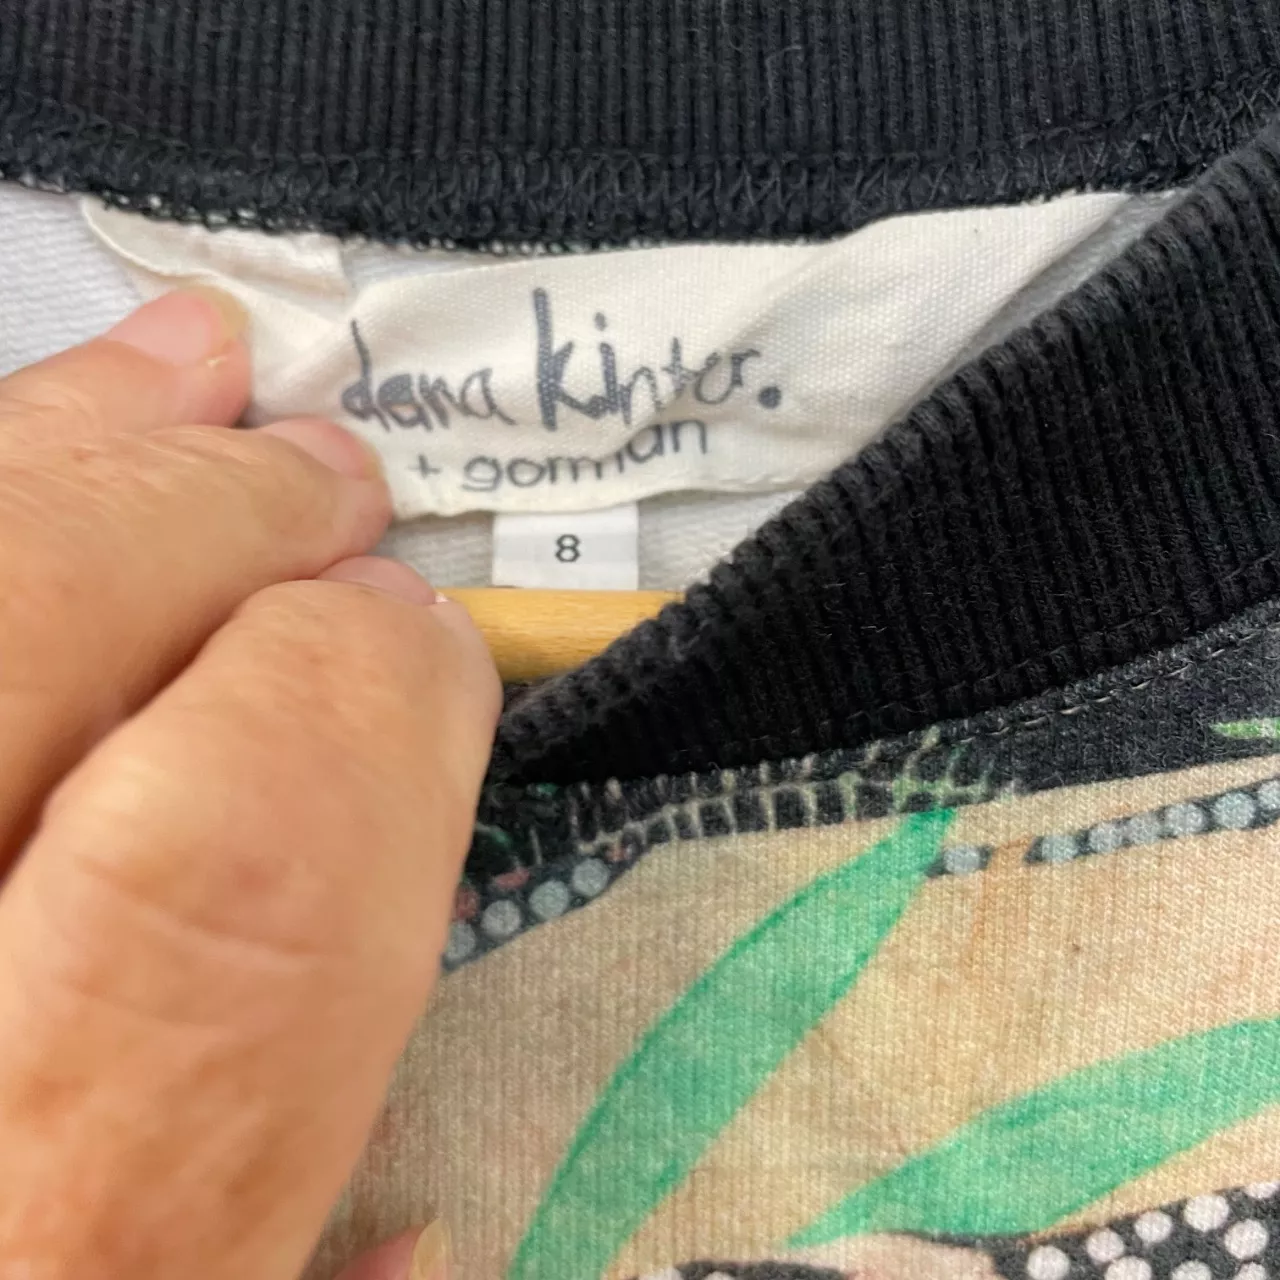 dana kinter.
+ gorman
8